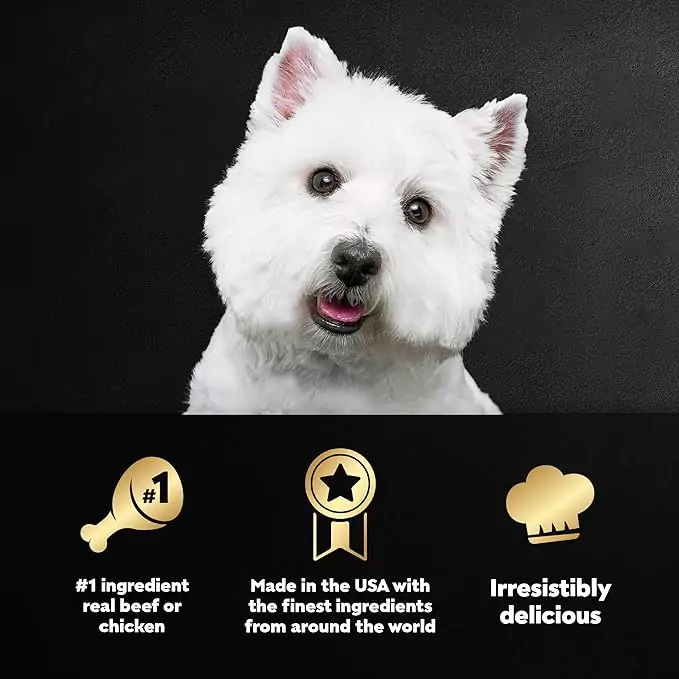 #1
#1 ingredient
real beef or
chicken
Made in the USA with
the finest ingredients
from around the world
Irresistibly
delicious